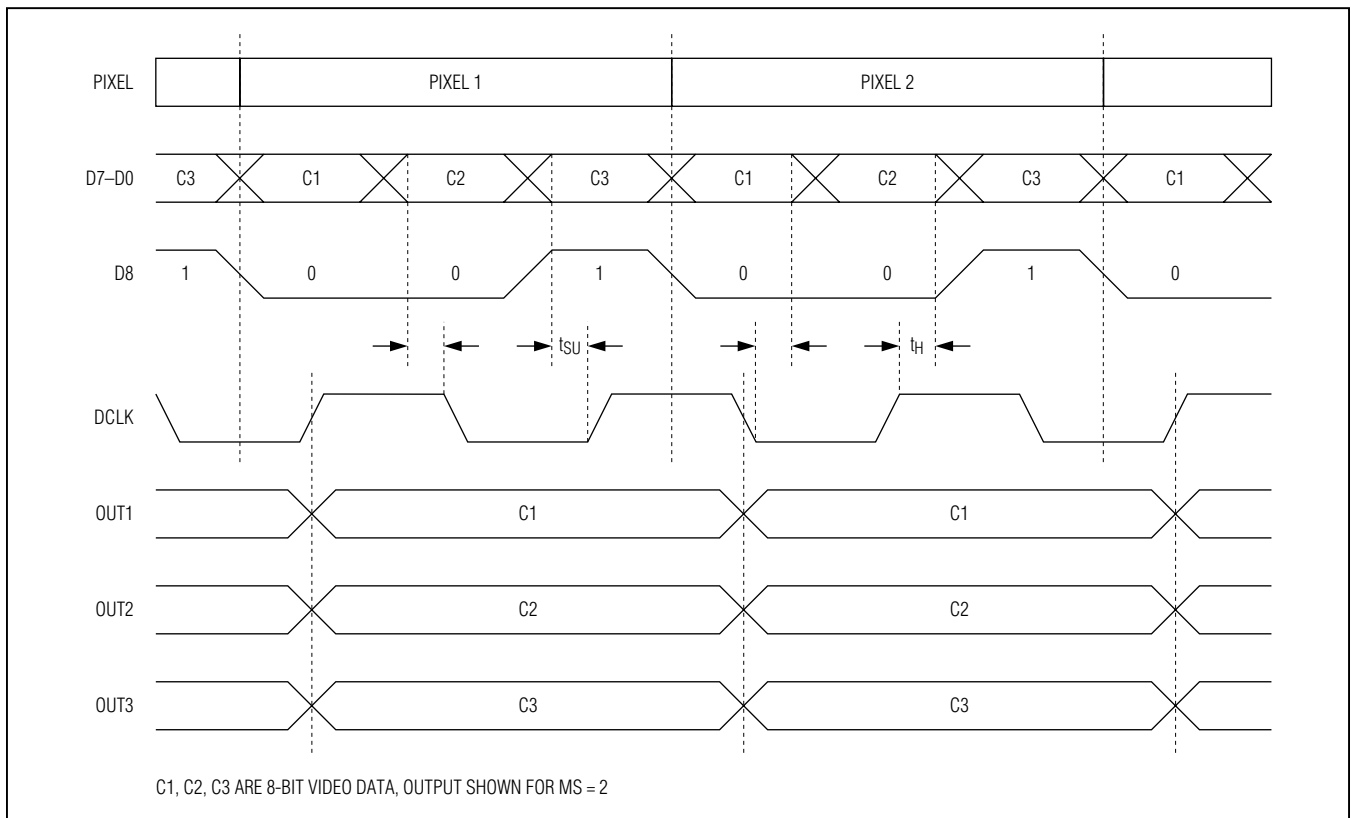 PIXEL PIXEL 1 PIXEL 2
D7–D0 C3 C1 C2 C3 C1 C2 C3 C1
D8 1 0 0 1 0 0 1 0
tSU tH
DCLK
OUT1 C1 C1
OUT2 C2 C2
OUT3 C3 C3
C1, C2, C3 ARE 8-BIT VIDEO DATA, OUTPUT SHOWN FOR MS = 2